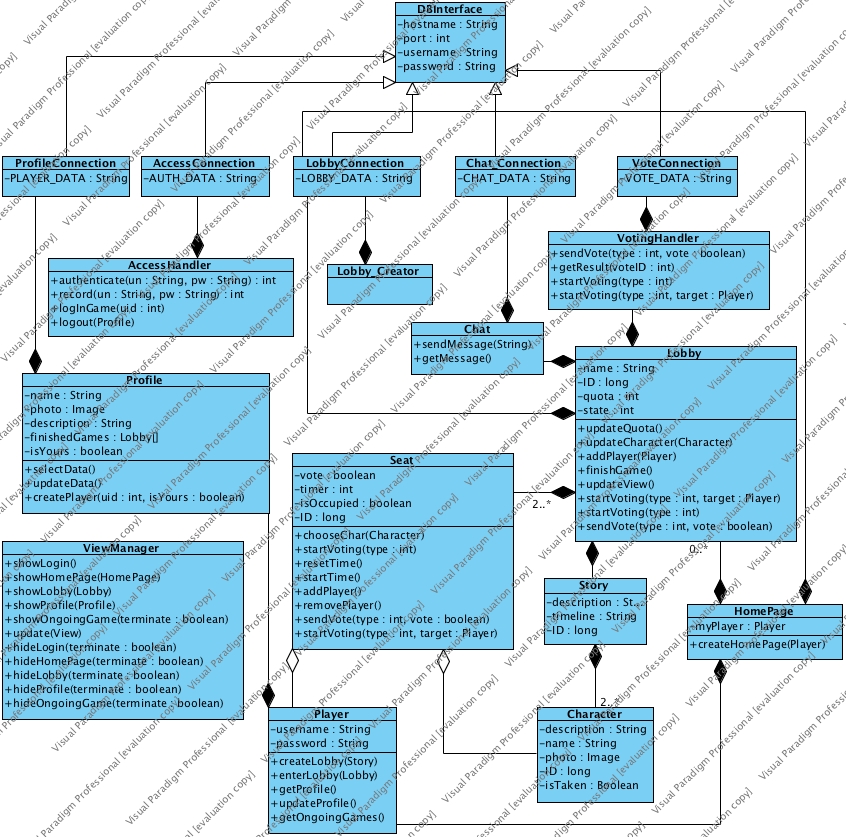 DBInterface
-hostname : String
-port : int
-username : String
-password : String
ProfileConnection
-PLAYER_DATA : String
AccessConnection
-AUTH_DATA : String
LobbyConnection
-LOBBY_DATA : String
Chat_Connection
-CHAT_DATA : String
VoteConnection
-VOTE_DATA : String
AccessHandler
+authenticate(un : String, pw : String) : int
+record(un : String, pw : String) : int
+logInGame(uid : int)
+logout(Profile)
Lobby_Creator
VotingHandler
+sendVote(type : int, vote : boolean)
+getResult(voteID : int)
+startVoting(type : int)
+startVoting(type : int, target : Player)
Chat
+sendMessage(String)
+getMessage()
Profile
-name : String
-photo : Image
-description : String
-finishedGames : Lobby[]
-isYours : boolean
+selectData()
+updateData()
+createPlayer(uid : int, isYours : boolean)
Lobby
-name : String
-ID : long
-quota : int
-state : int
+updateQuota()
+updateCharacter(Character)
+addPlayer(Player)
+finishGame()
+updateView()
+startVoting(type : int, target : Player)
+startVoting(type : int)
+sendVote(type : int, vote : boolean)
Seat
-vote : boolean
-timer : int
-isOccupied : boolean
-ID : long
+chooseChar(Character)
+startVoting(type : int)
+resetTime()
+startTime()
+addPlayer()
+removePlayer()
+sendVote(type : int, vote : boolean)
+startVoting(type : int, target : Player)
2..*
0..*
ViewManager
+showLogin()
+showHomePage(HomePage)
+showLobby(Lobby)
+showProfile(Profile)
+showOngoingGame(terminate : boolean)
+update(View)
+hideLogin(terminate : boolean)
+hideHomePage(terminate : boolean)
+hideLobby(terminate : boolean)
+hideProfile(terminate : boolean)
+hideOngoingGame(terminate : boolean)
Story
-description : St..
-timeline : String
-ID : long
HomePage
-myPlayer : Player
+createHomePage(Player)
2..*
Player
-username : String
-password : String
+createLobby(Story)
+enterLobby(Lobby)
+getProfile()
+updateProfile()
+getOngoingGames()
Character
-description : String
-name : String
-photo : Image
-ID : long
-isTaken : Boolean
Visual Paradigm Professional [evaluation copy]